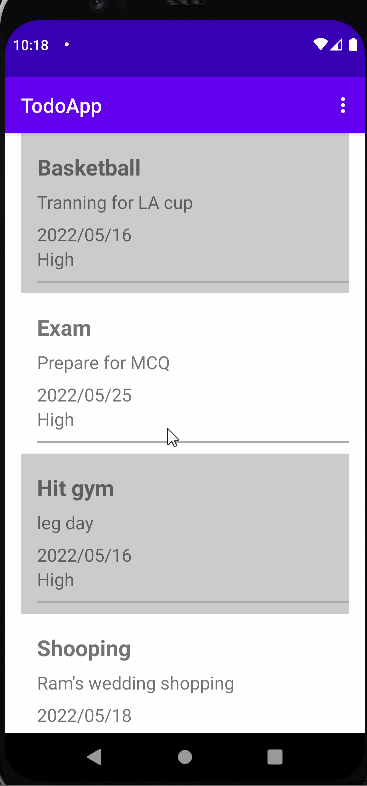 10:18
TodoApp
Basketball
Tranning for LA cup
2022/05/16
High
Exam
Prepare for MCQ
2022/05/25
High
Hit gym
leg day
2022/05/16
High
Shooping
Ram's wedding shopping
2022/05/18